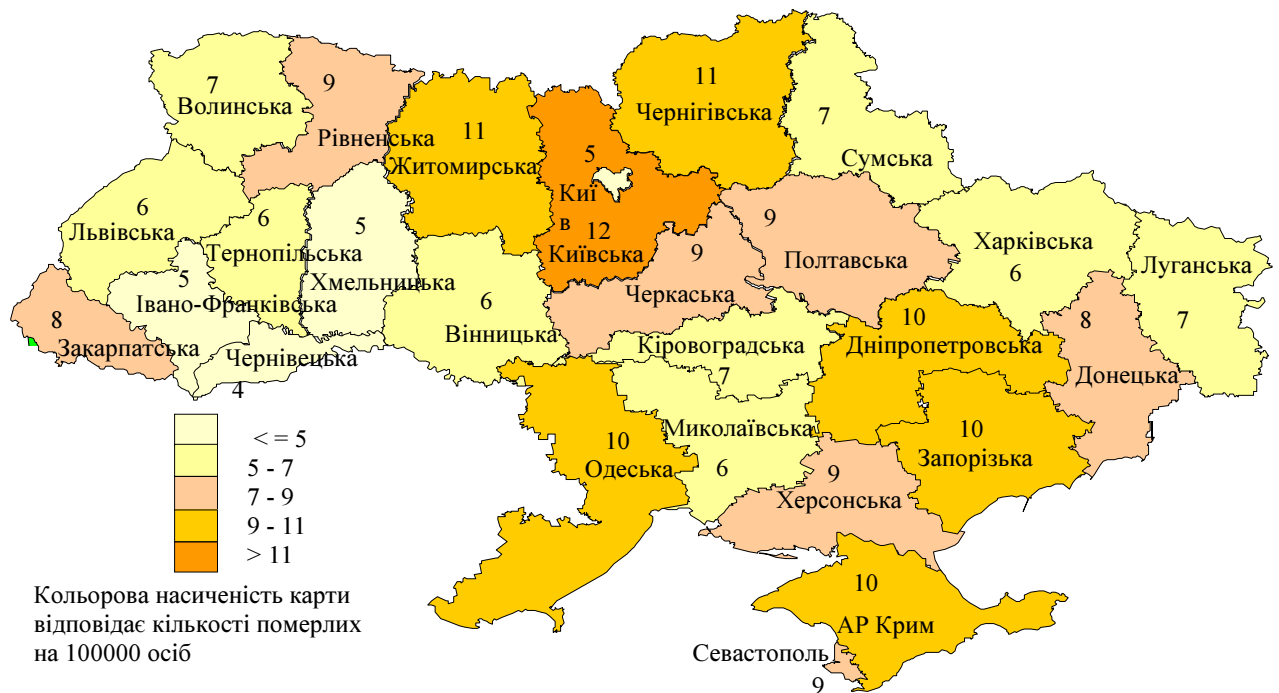 7
Волинська
9
Рівненська
11
Житомирська
5
Киї
в
12
Київська
11
Чернігівська
7
Сумська
6
Львівська
6
Тернопільська
5
Хмельницька
5
Івано-Франківська
8
Закарпатська
Чернівецька
4
6
Вінницька
9
Черкаська
9
Полтавська
Харківська
6
Луганська
7
Кіровоградська
7
10
Дніпропетровська
8
Донецька
10
Одеська
Миколаївська
6
10
Запорізька
9
Херсонська
10
АР Крим
Севастополь
9
< = 5
5 - 7
7 - 9
9 - 11
> 11
Кольорова насиченість карти
відповідає кількості померлих
на 100000 осіб